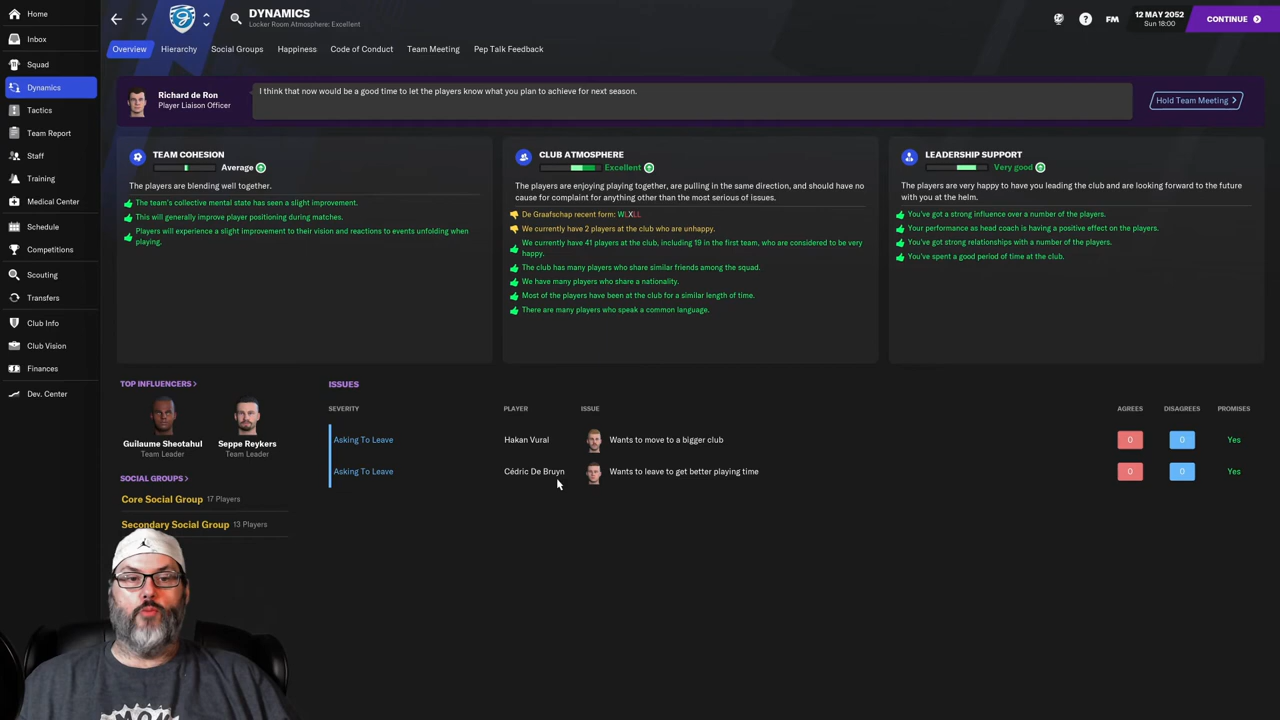 Home
Inbox
Squad
Dynamics
Tactics
Team Report
Staff
Training
Medical Center
Schedule
Competitions
Scouting
Transfers
Club Info
Club Vision
Finances
Dev. Center
DYNAMICS
Locker Room Atmosphere: Excellent
FM
12 MAY 2052
Sun 18:00
CONTINUE
Overview Hierarchy Social Groups Happiness Code of Conduct Team Meeting Pep Talk Feedback
Richard de Ron
Player Liaison Officer
I think that now would be a good time to let the players know what you plan to achieve for next season.
Hold Team Meeting >
TEAM COHESION
Average
The players are blending well together.
The team's collective mental state has seen a slight improvement.
This will generally improve player positioning during matches.
Players will experience a slight improvement to their vision and reactions to events unfolding when
playing.
CLUB ATMOSPHERE
Excellent
The players are enjoying playing together, are pulling in the same direction, and should have no
cause for complaint for anything other than the most serious of issues.
De Graafschap recent form: WLXLL
We currently have 2 players at the club who are unhappy.
We currently have 41 players at the club, including 19 in the first team, who are considered to be very
happy.
The club has many players who share similar friends among the squad.
We have many players who share a nationality.
Most of the players have been at the club for a similar length of time.
There are many players who speak a common language.
LEADERSHIP SUPPORT
Very good
The players are very happy to have you leading the club and are looking forward to the future
with you at the helm.
You've got a strong influence over a number of the players.
Your performance as head coach is having a positive effect on the players.
You've got strong relationships with a number of the players.
You've spent a good period of time at the club.
TOP INFLUENCERS >
Guilaume Sheotahul
Team Leader
Seppe Reykers
Team Leader
SOCIAL GROUPS >
Core Social Group 17 Players
Secondary Social Group 13 Players
ISSUES
SEVERITY PLAYER ISSUE AGREES DISAGREES PROMISES
Asking To Leave Hakan Vural Wants to move to a bigger club 0 0 Yes
Asking To Leave Cédric De Bruyn Wants to leave to get better playing time 0 0 Yes